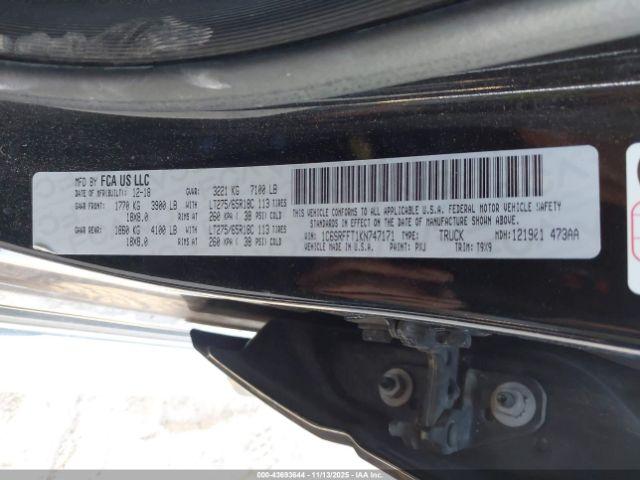 MFD BY FCA US LLC
DATE OF MFR(BUILT): 12-18 GVWR: 3221 KG 7100 LB
GAWR FRONT: 1770 KG 3900 LB WITH LT275/65R18C 113 TIRES
18X8.0 RIMS AT 260 KPA ( 38 PSI) COLD
GAWR REAR: 1860 KG 4100 LB WITH LT275/65R18C 113 TIRES
18X8.0 RIMS AT 260 KPA ( 38 PSI) COLD
THIS VEHICLE CONFORMS TO ALL APPLICABLE U.S.A. FEDERAL MOTOR VEHICLE SAFETY
STANDARDS IN EFFECT ON THE DATE OF MANUFACTURE SHOWN ABOVE.
VIN: 1C6SRFFT1KN747171 TYPE: TRUCK MDH: 121901 473AA
VEHICLE MADE IN U.S.A. PAINT: PXJ TRIM: T9X9
000-43693644 - 11/13/2025 - IAAI.COM